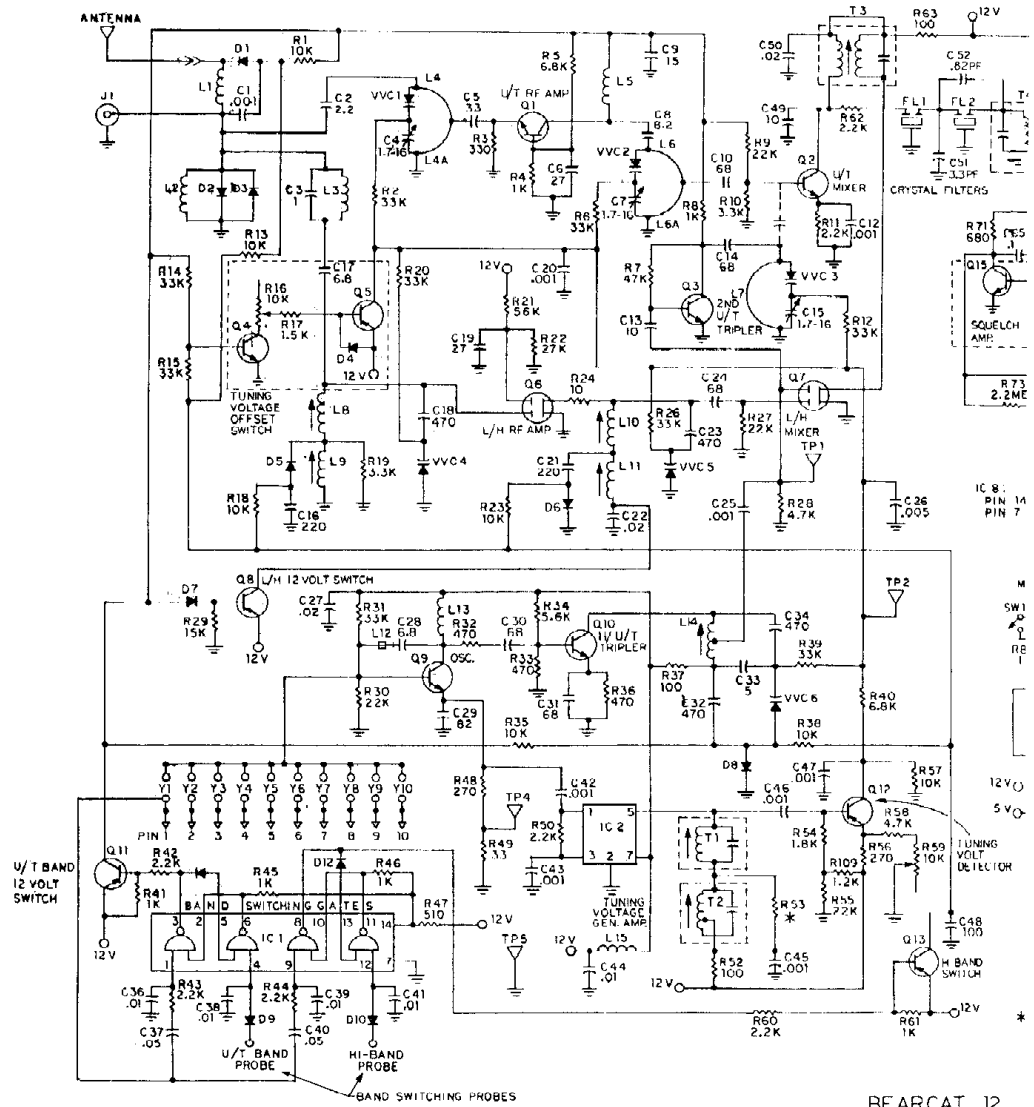 ANTENNA
J1
L1
D1
C1
.001
R1
10K
C2
2.2
VVC1
L4
C4
1.7-16
L4A
C5
33
R3
330
U/T RF AMP
Q1
R5
6.8K
R4
1K
C6
27
L5
C9
15
C8
8.2
VVC2
L6
C7
1.7-16
L6A
C10
68
R9
22K
R10
3.3K
Q2
U/T
MIXER
R11
2.2K
C12
.001
C50
.02
C49
10
T3
R63
100
12V
R62
2.2K
C52
.82PF
FL1
FL2
C51
3.3PF
CRYSTAL FILTERS
L2
D2
D3
C3
1
L3
R2
33K
R6
33K
R8
1K
R13
10K
R14
33K
R15
33K
R16
10K
Q4
R17
1.5K
Q5
D4
12V
TUNING
VOLTAGE
OFFSET
SWITCH
C17
6.8
R20
33K
12V
R21
56K
C20
.001
C19
27
R22
27K
Q6
L/H RF AMP
R24
10
R7
47K
C13
10
Q3
2ND
U/T
TRIPLER
C14
68
L7
VVC3
C15
1.7-16
R12
33K
R71
680
Q15
SQUELCH
AMP.
R73
2.2ME
L8
L9
D5
R18
10K
C16
220
R19
3.3K
C18
470
VVC4
C21
220
R23
10K
D6
L10
L11
C22
.02
R26
33K
C23
470
VVC5
C24
68
R27
22K
Q7
L/H
MIXER
TP1
C25
.001
R28
4.7K
C26
.005
IC 8:
PIN 14
PIN 7
D7
R29
15K
Q8
L/H 12 VOLT SWITCH
12V
C27
.02
R31
33K
L12
C28
6.8
L13
R32
470
Q9
OSC.
R30
22K
C29
82
C30
68
R34
5.6K
R33
470
Q10
U/T
TRIPLER
C31
68
R36
470
R35
10K
R37
100
L14
C34
470
C33
5
C32
470
VVC6
R39
33K
R38
10K
D8
TP2
R40
6.8K
Y1 Y2 Y3 Y4 Y5 Y6 Y7 Y8 Y9 Y10
PIN 1 2 3 4 5 6 7 8 9 10
R48
270
TP4
R49
33
C42
.001
R50
2.2K
C43
.001
1 5
IC 2
3 2 7
TUNING
VOLTAGE
GEN. AMP.
C47
.001
C46
.001
R54
1.8K
R109
1.2K
R55
22K
Q12
R57
10K
R58
4.7K
R56
270
R59
10K
TUNING
VOLT
DETECTOR
12V
5V
Q11
U/T BAND
12 VOLT
SWITCH
12V
R42
2.2K
R41
1K
R45
1K
D12
R46
1K
R47
510
12V
BAND SWITCHING GATES
3 2 5 6 8 10 13 11 14
IC 1
1 4 9 12 7
C36
.01
R43
2.2K
C38
.01
R44
2.2K
C39
.01
C41
.01
C37
.05
D9
C40
.05
D10
U/T BAND
PROBE
HI-BAND
PROBE
BAND SWITCHING PROBES
TP5
12V
L15
C44
.01
T1
T2
R53
*
R52
100
C45
.001
12V
C48
100
Q13
H BAND
SWITCH
R60
2.2K
R61
1K
12V
*
BEARCAT 12